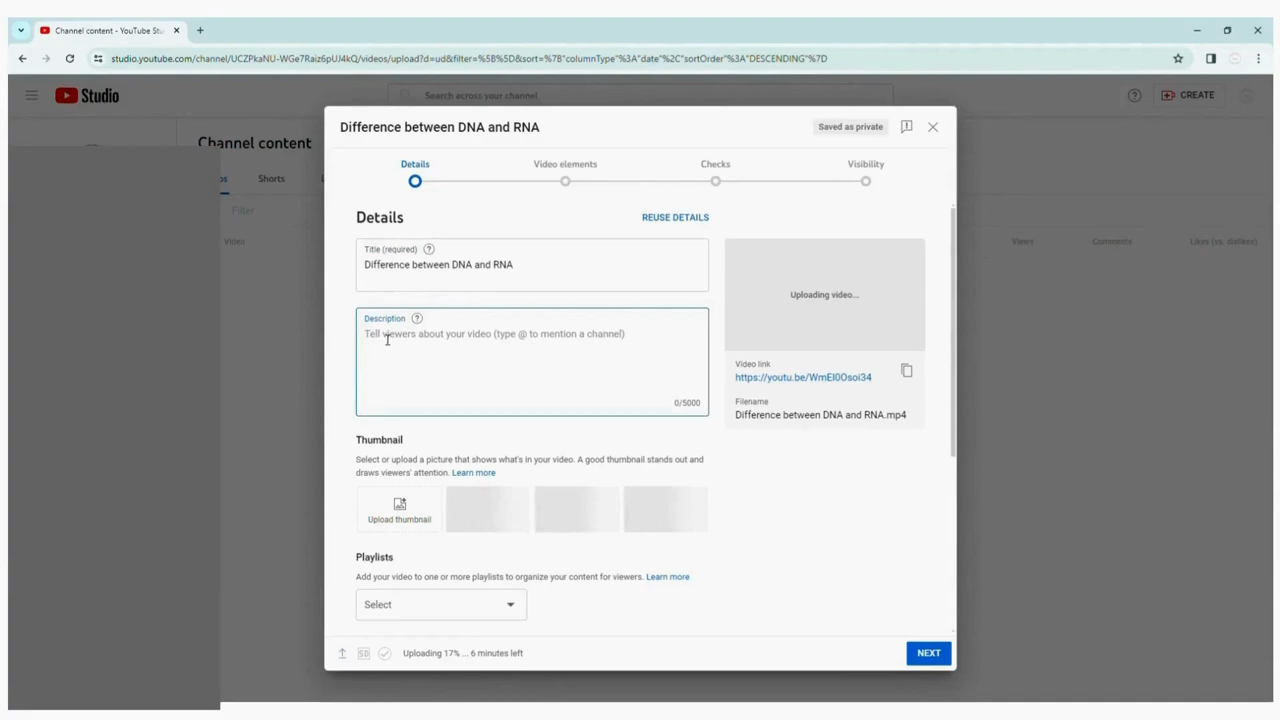 Channel content - YouTube Stu
studio.youtube.com/channel/UCZPkaNU-WGe7Raiz6pUJ4kQ/videos/upload?d=ud&filter=%5B%5D&sort=%7B"columnType"%3A"date"%2C"sortOrder"%3A"DESCENDING"%7D
Studio
Search across your channel
CREATE
Channel content
Shorts
Filter
Video
Views
Comments
Likes (vs. dislikes)
Difference between DNA and RNA
Saved as private
Details
Video elements
Checks
Visibility
Details
REUSE DETAILS
Title (required)
Difference between DNA and RNA
Description
Tell viewers about your video (type @ to mention a channel)
0/5000
Uploading video...
Video link
https://youtu.be/WmEI0Osoi34
Filename
Difference between DNA and RNA.mp4
Thumbnail
Select or upload a picture that shows what's in your video. A good thumbnail stands out and
draws viewers' attention. Learn more
Upload thumbnail
Playlists
Add your video to one or more playlists to organize your content for viewers. Learn more
Select
SD
Uploading 17% ... 6 minutes left
NEXT